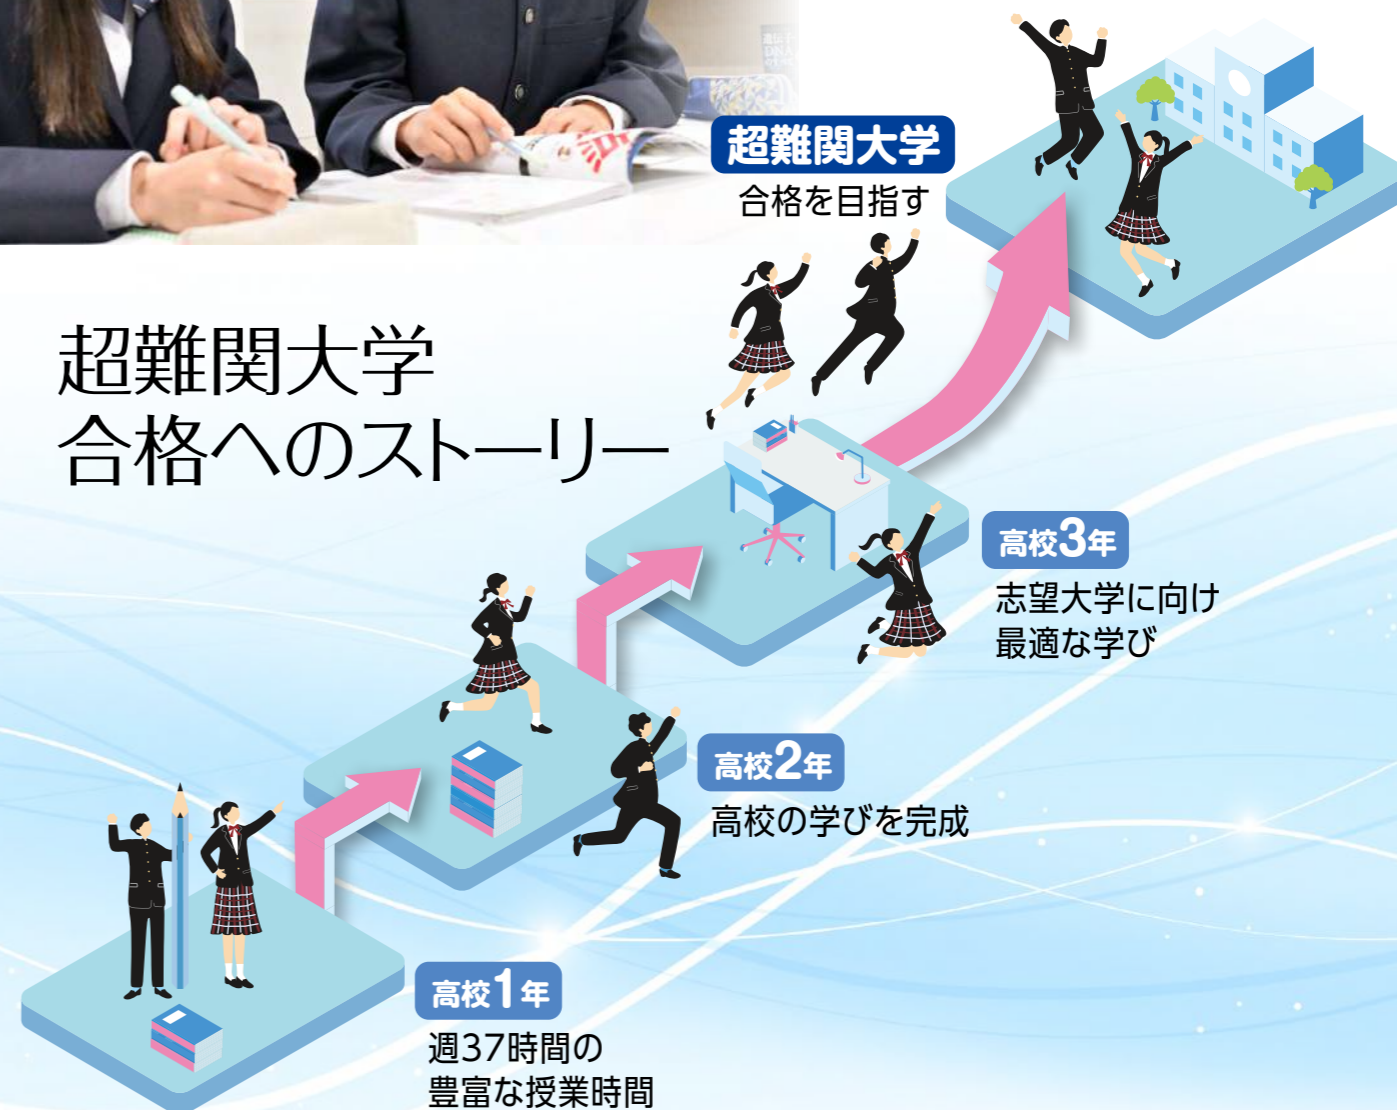 超難関大学
合格を目指す
超難関大学
合格へのストーリー
高校3年
志望大学に向け
最適な学び
高校2年
高校の学びを完成
高校1年
週37時間の
豊富な授業時間